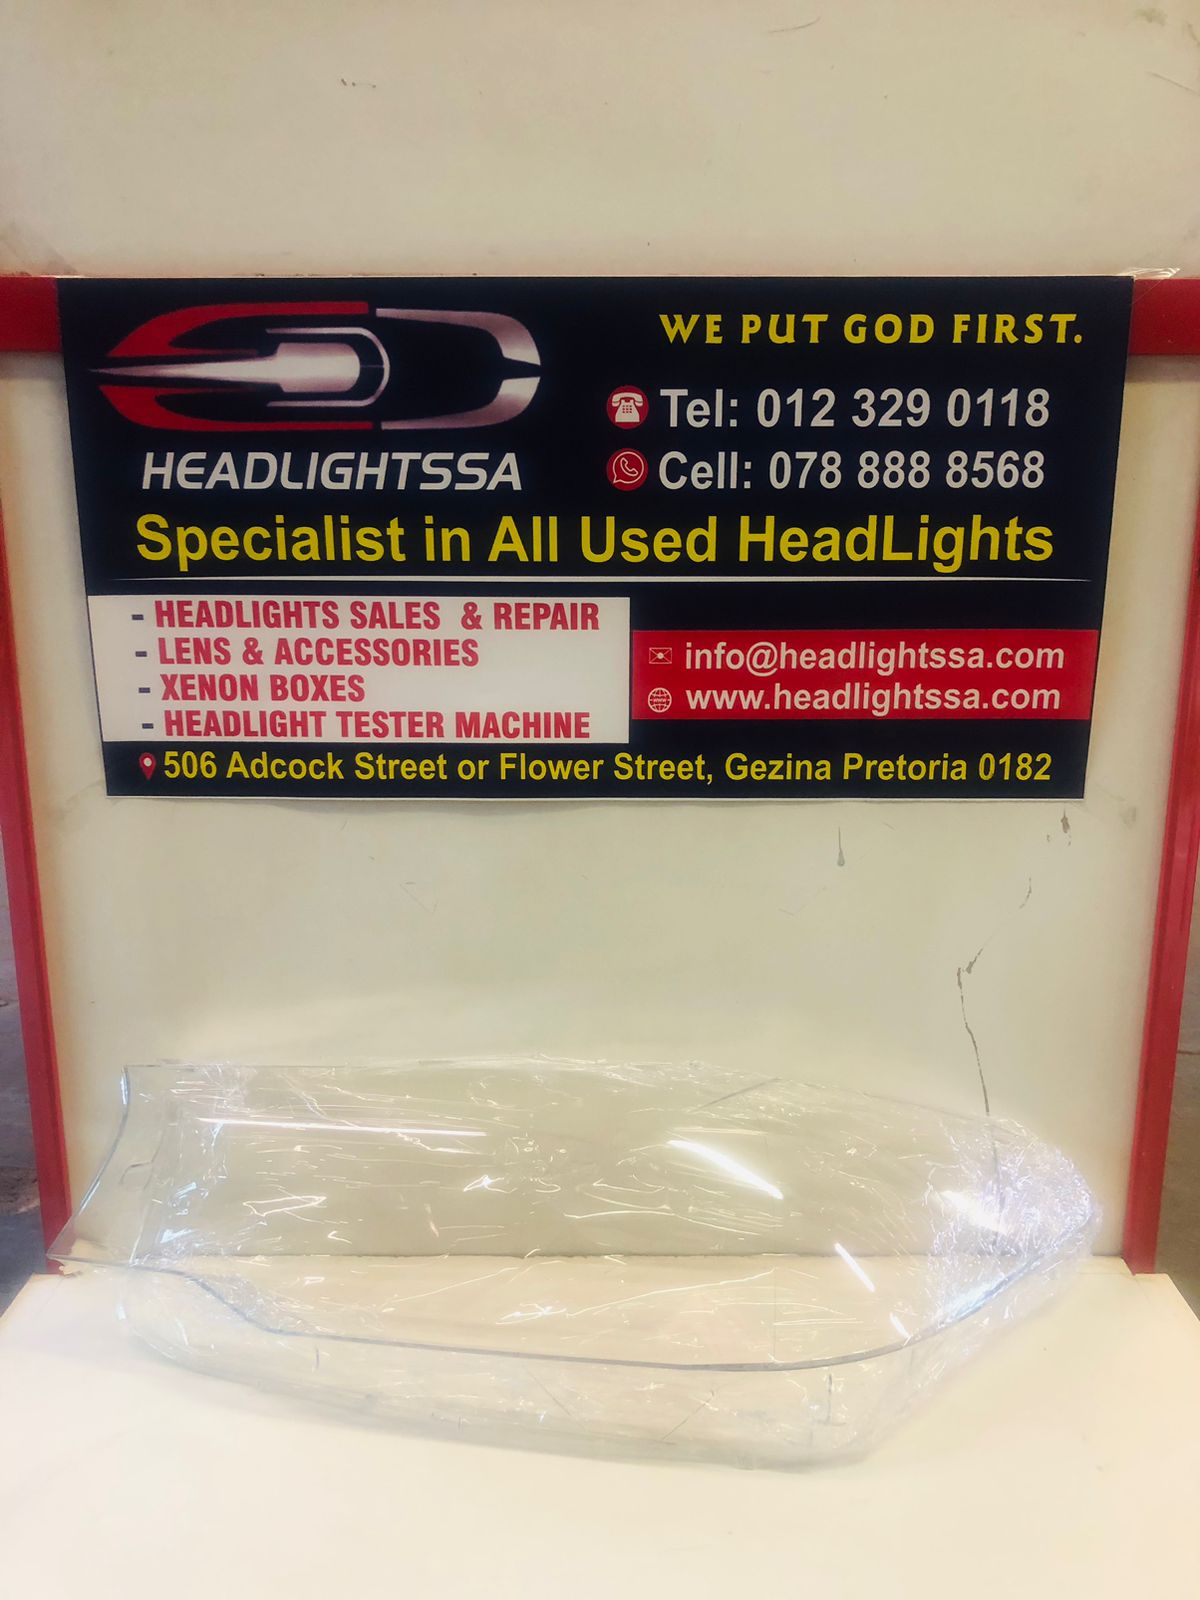 WE PUT GOD FIRST.
Tel: 012 329 0118
Cell: 078 888 8568
HEADLIGHTSSA
Specialist in All Used HeadLights
- HEADLIGHTS SALES & REPAIR
- LENS & ACCESSORIES
- XENON BOXES
- HEADLIGHT TESTER MACHINE
info@headlightssa.com
www.headlightssa.com
506 Adcock Street or Flower Street, Gezina Pretoria 0182